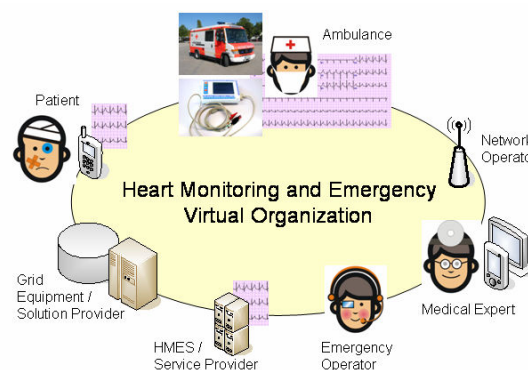 Ambulance
Patient
Network
Operator
Heart Monitoring and Emergency
Virtual Organization
Grid
Equipment /
Solution Provider
Medical Expert
HMES /
Service Provider
Emergency
Operator